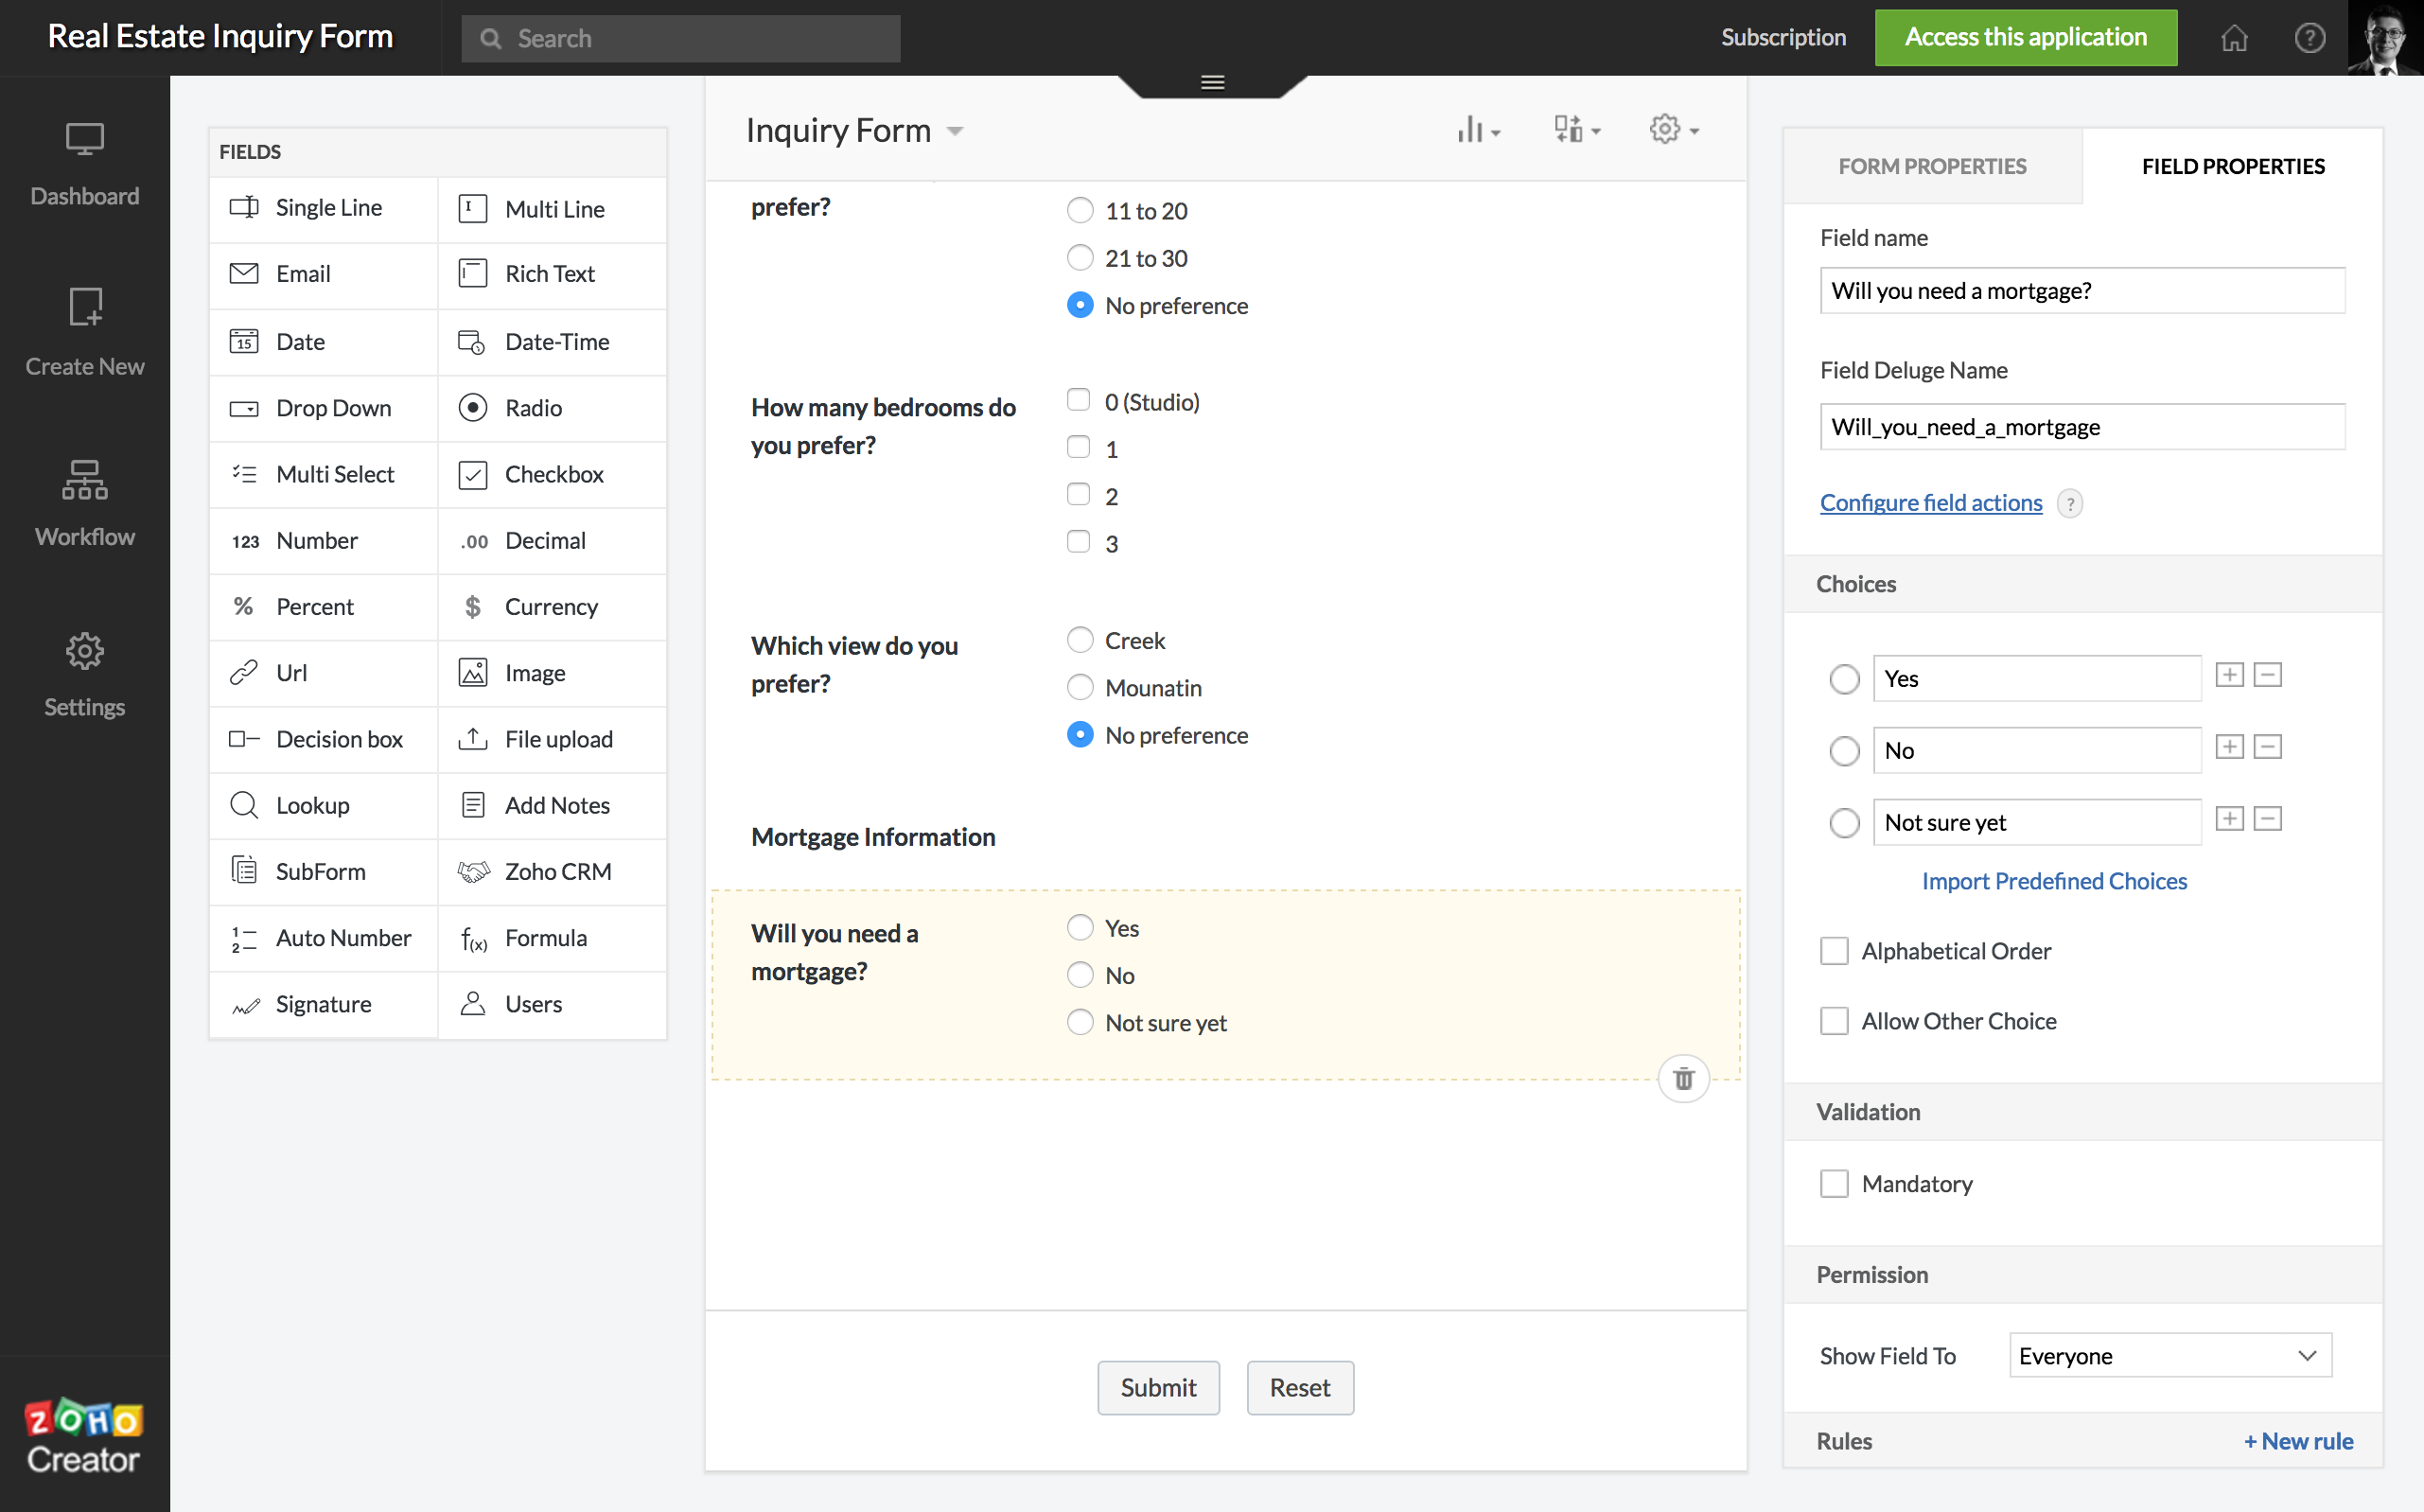 Real Estate Inquiry Form
Search
Subscription
Access this application
?
Dashboard
Create New
Workflow
Settings
ZOHO
Creator
FIELDS
Single Line
Multi Line
Email
Rich Text
15
Date
Date-Time
Drop Down
Radio
Multi Select
Checkbox
123 Number
.00 Decimal
% Percent
$ Currency
Url
Image
Decision box
File upload
Lookup
Add Notes
SubForm
Zoho CRM
1
2
Auto Number
f(x) Formula
Signature
Users
Inquiry Form
prefer?
11 to 20
21 to 30
No preference
How many bedrooms do
you prefer?
0 (Studio)
1
2
3
Which view do you
prefer?
Creek
Mounatin
No preference
Mortgage Information
Will you need a
mortgage?
Yes
No
Not sure yet
Submit
Reset
FORM PROPERTIES
FIELD PROPERTIES
Field name
Will you need a mortgage?
Field Deluge Name
Will_you_need_a_mortgage
Configure field actions ?
Choices
Yes
No
Not sure yet
Import Predefined Choices
Alphabetical Order
Allow Other Choice
Validation
Mandatory
Permission
Show Field To
Everyone
Rules
+ New rule